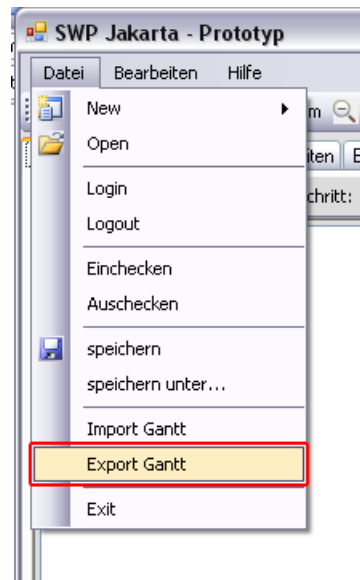 SWP Jakarta - Prototyp
Datei Bearbeiten Hilfe
New
Open
Login
Logout
Einchecken
Auschecken
speichern
speichern unter...
Import Gantt
Export Gantt
Exit